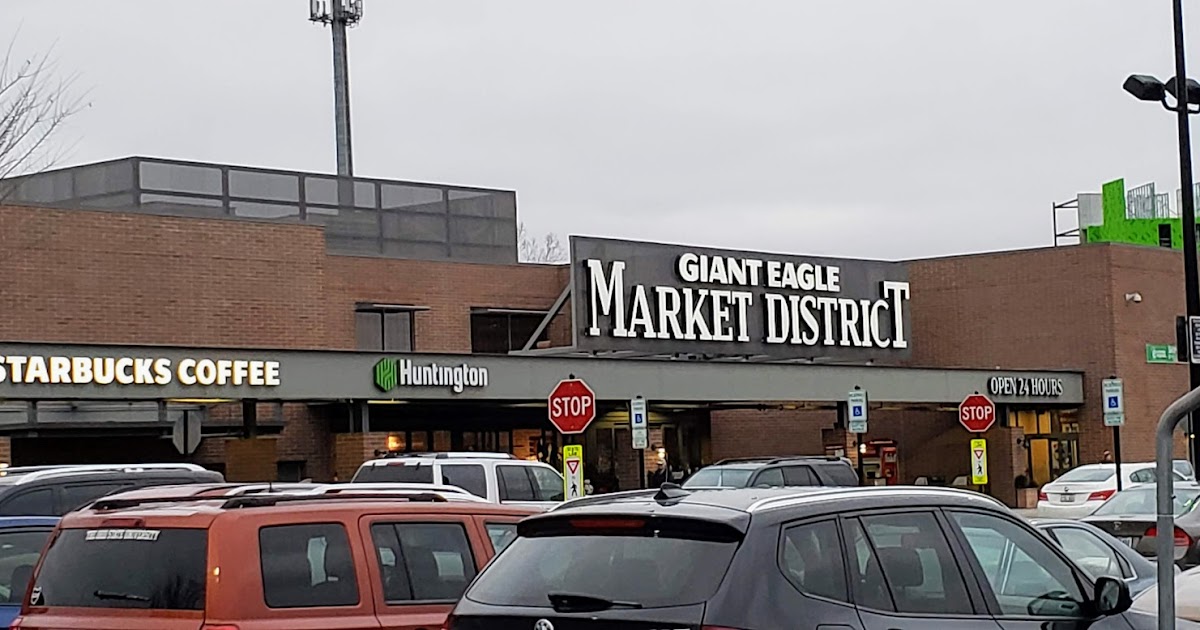 GIANT EAGLE
MARKET DISTRICT
STARBUCKS COFFEE
Huntington
OPEN 24 HOURS
STOP
STOP